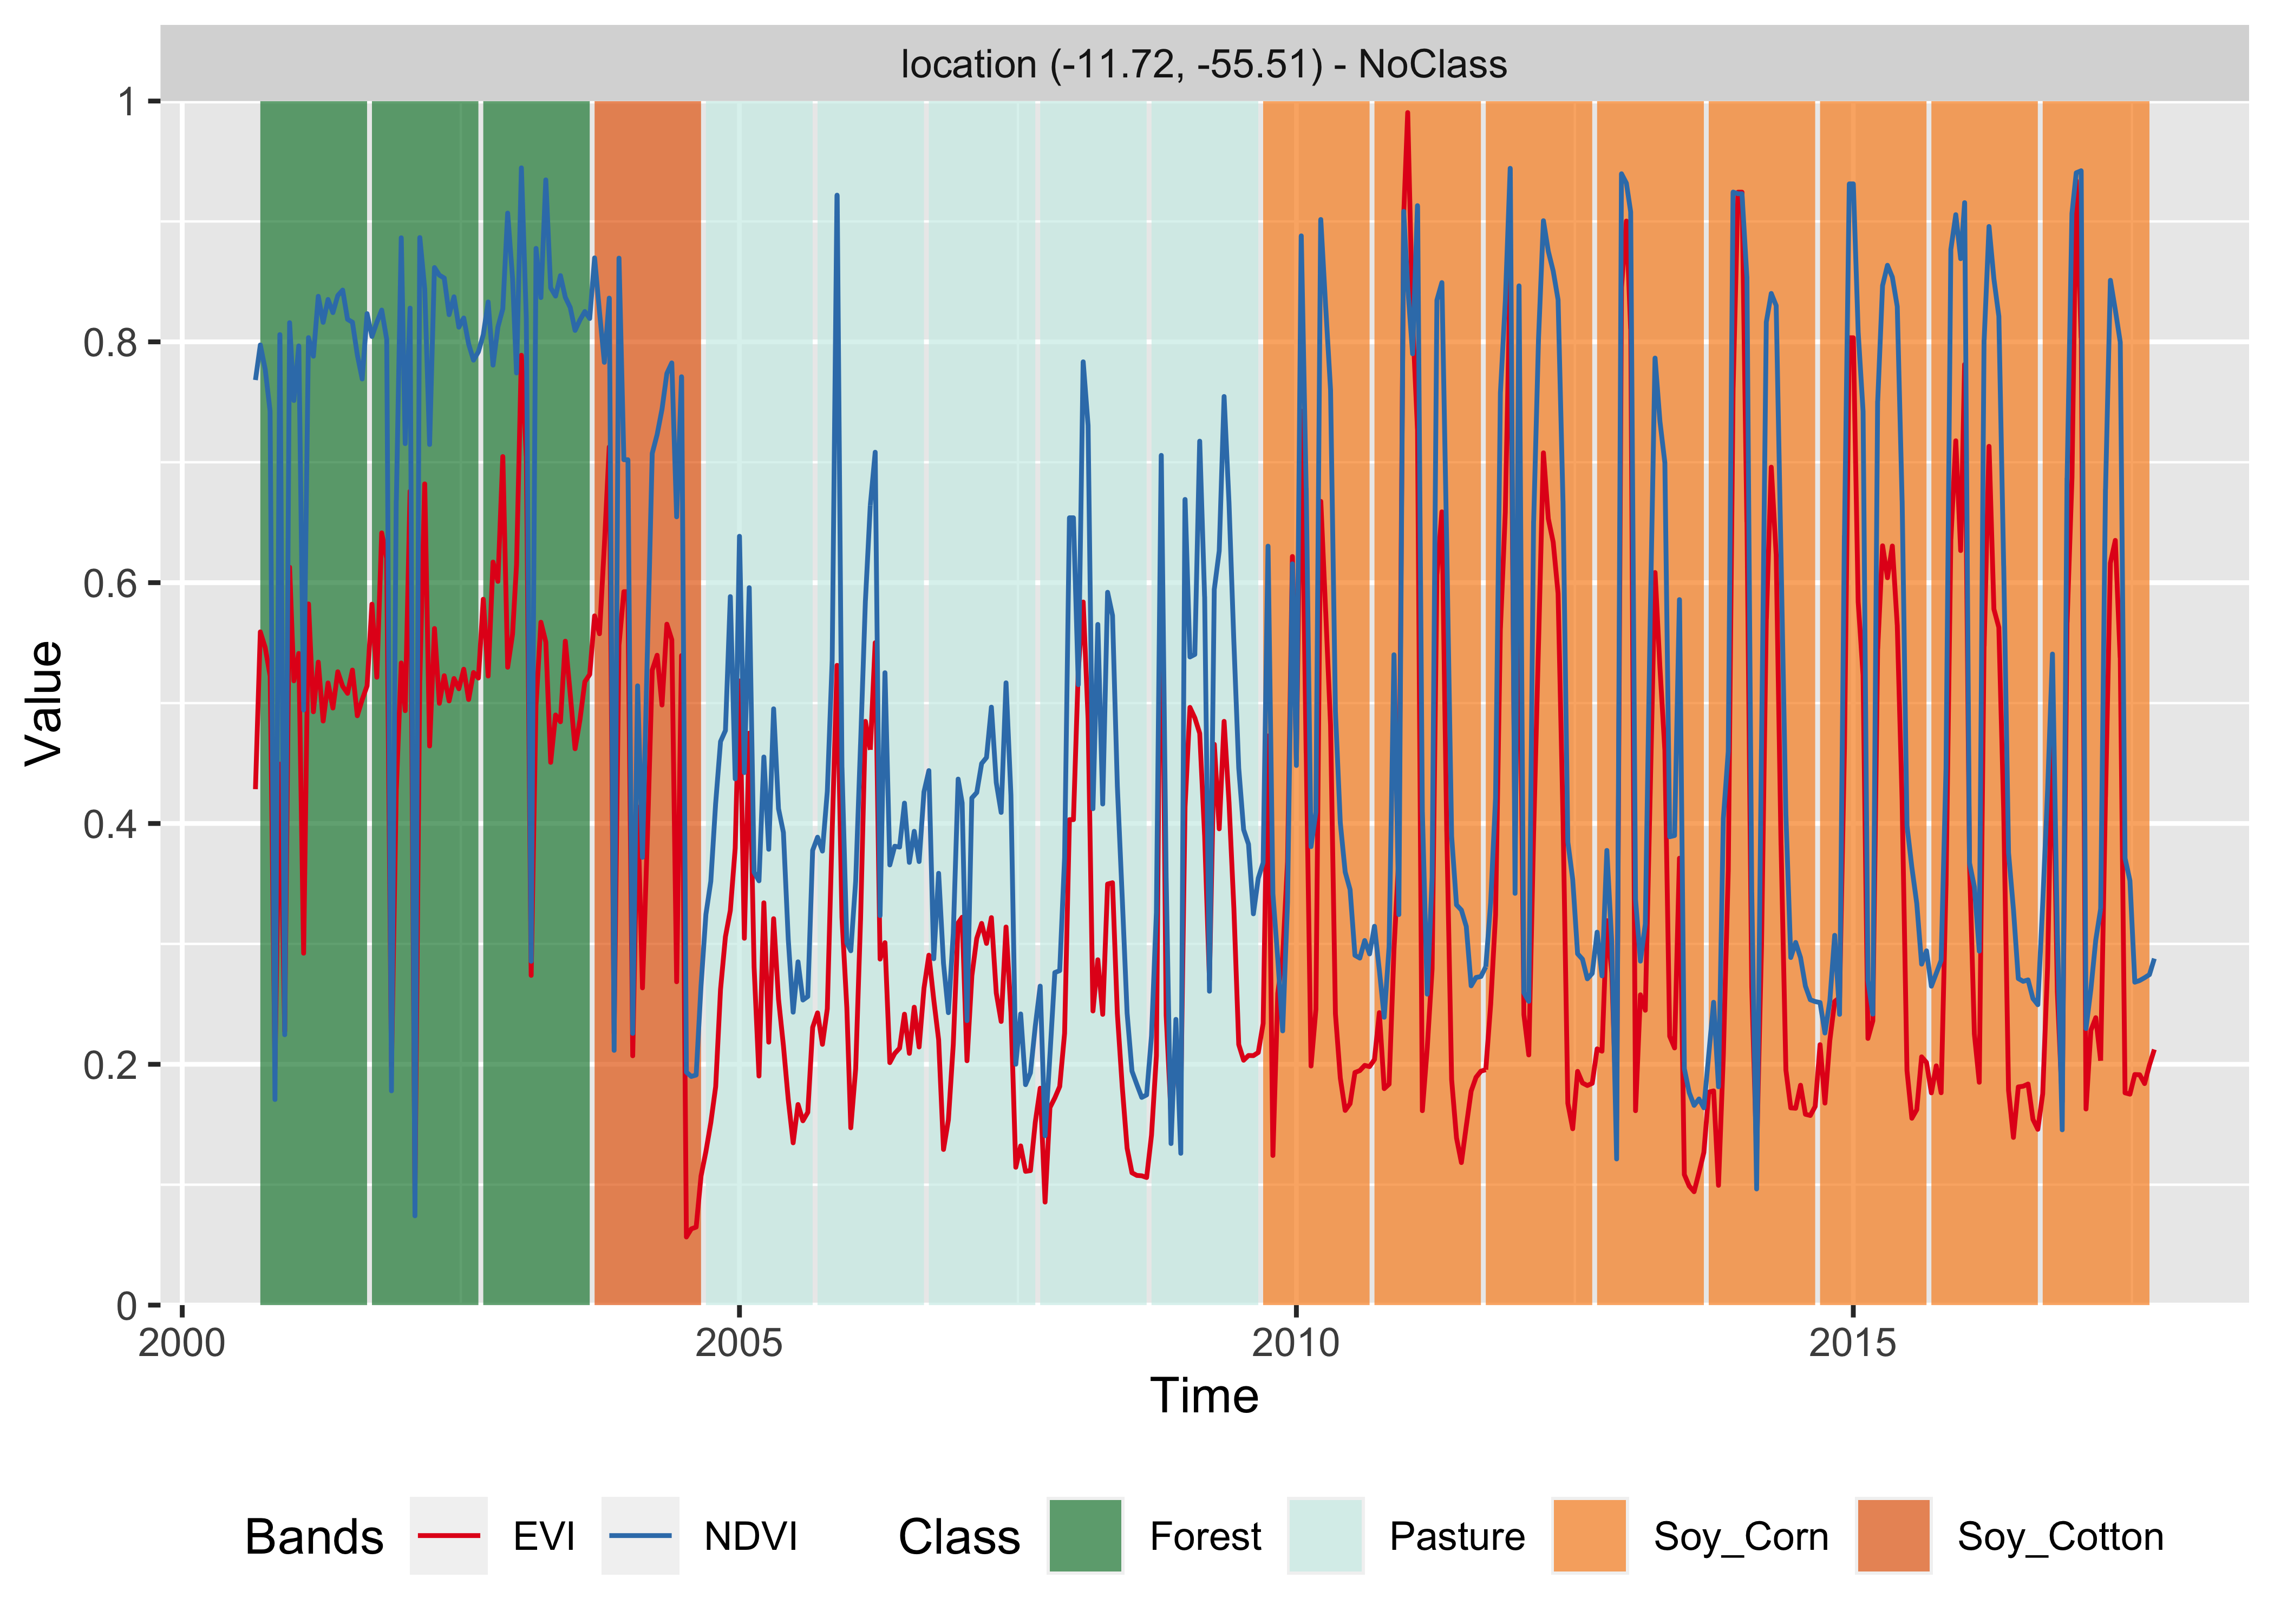 location (-11.72, -55.51) - NoClass
1
0.8
0.6
0.4
0.2
0
Value
2000 2005 2010 2015
Time
Bands EVI NDVI Class Forest Pasture Soy_Corn Soy_Cotton